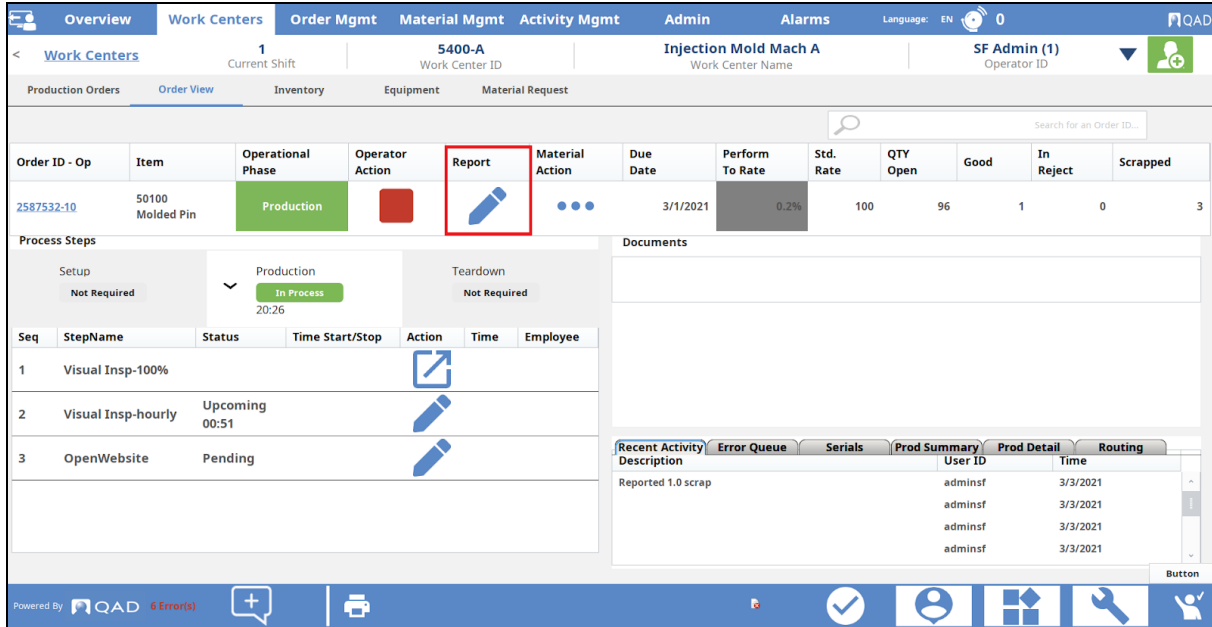 Overview Work Centers Order Mgmt Material Mgmt Activity Mgmt Admin Alarms Language: EN 0 QAD
< Work Centers 1 5400-A Injection Mold Mach A SF Admin (1)
Current Shift Work Center ID Work Center Name Operator ID
Production Orders Order View Inventory Equipment Material Request
Search for an Order ID...
Order ID - Op Item Operational Phase Operator Action Report Material Action Due Date Perform To Rate Std. Rate QTY Open Good In Reject Scrapped
2587532-10 50100 Molded Pin Production 3/1/2021 0.2% 100 96 1 0 3
Process Steps Documents
Setup Production Teardown
Not Required In Process Not Required
20:26
Seq StepName Status Time Start/Stop Action Time Employee
1 Visual Insp-100%
2 Visual Insp-hourly Upcoming 00:51
3 OpenWebsite Pending
Recent Activity Error Queue Serials Prod Summary Prod Detail Routing
Description User ID Time
Reported 1.0 scrap adminsf 3/3/2021
adminsf 3/3/2021
adminsf 3/3/2021
adminsf 3/3/2021
Button
Powered By QAD 6 Error(s)